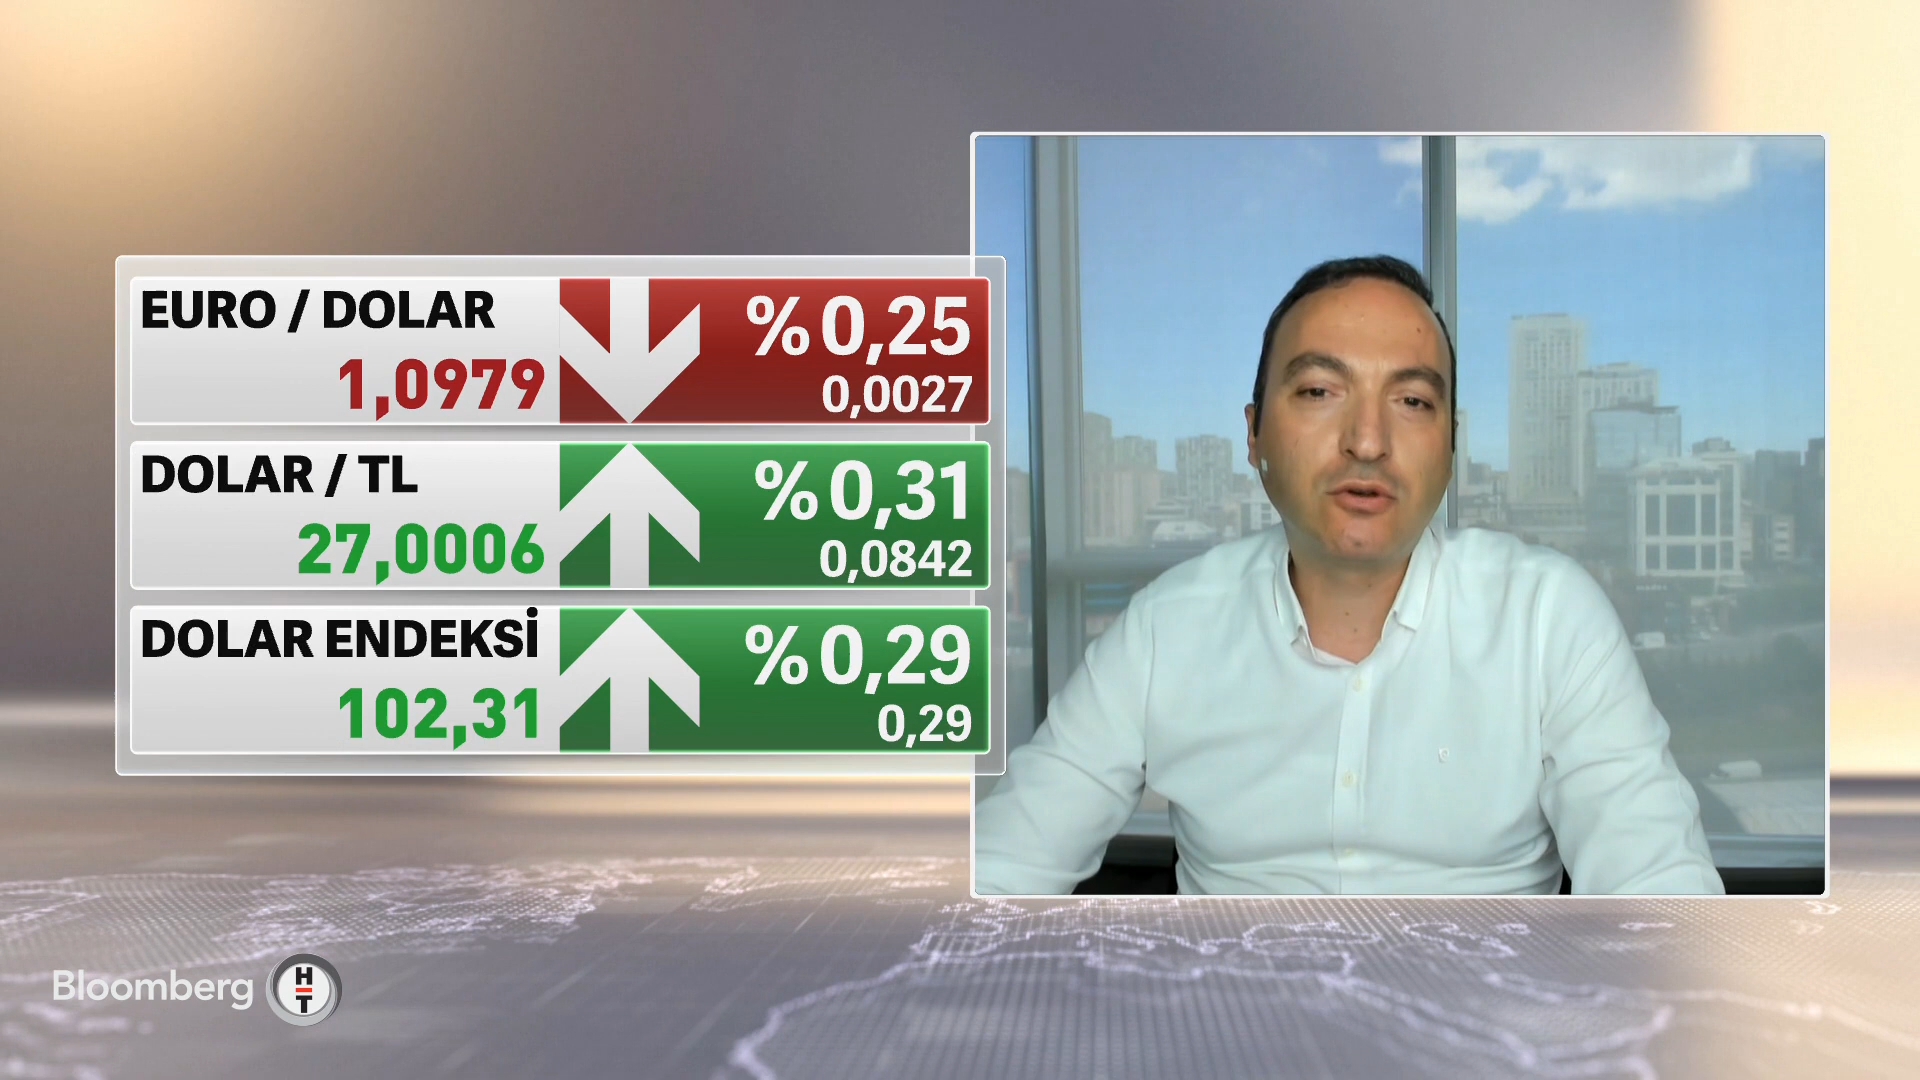 EURO / DOLAR
1,0979
%0,25
0,0027
DOLAR / TL
27,0006
%0,31
0,0842
DOLAR ENDEKSİ
102,31
%0,29
0,29
Bloomberg HT